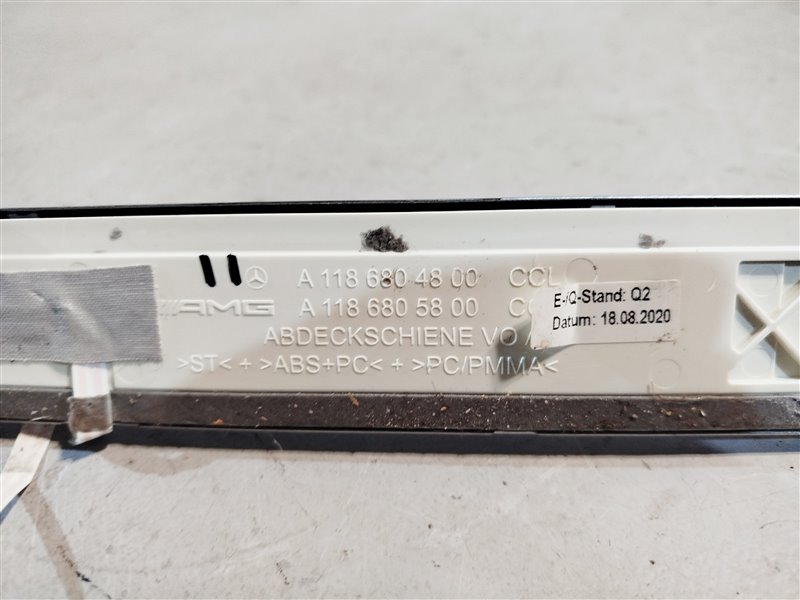 A 118 680 48 00 CCL
AMG A 118 680 58 00
E-/Q-Stand: Q2
Datum: 18.08.2020
ABDECKSCHIENE VO
>ST< + >ABS+PC< + >PC/PMMA<